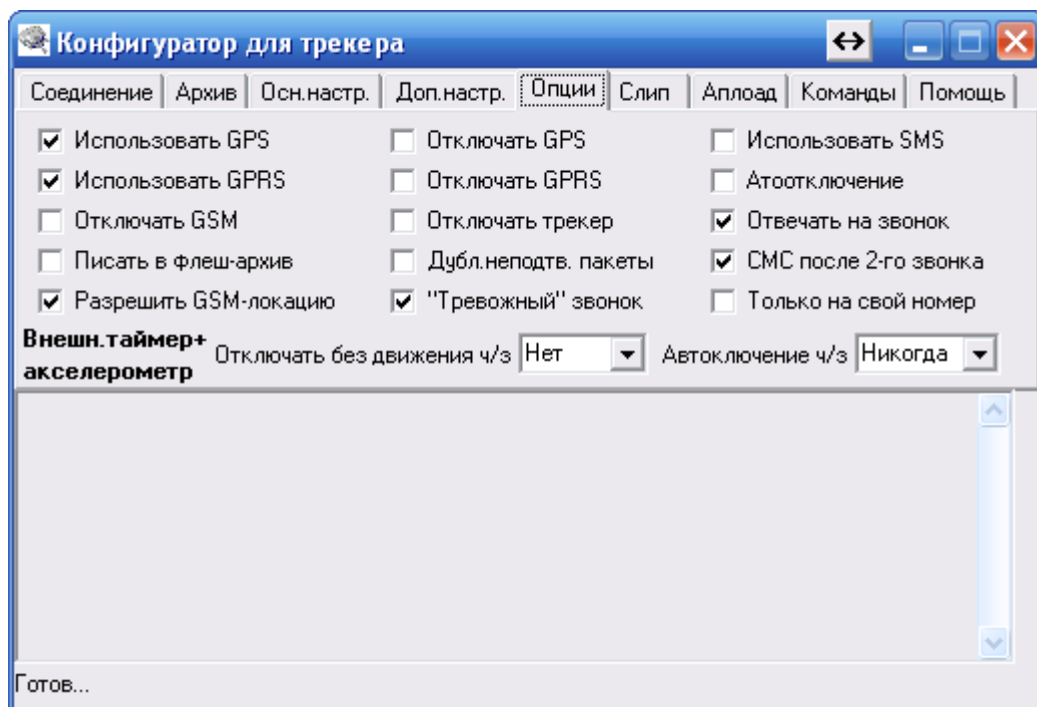 Конфигуратор для трекера
Соединение Архив Осн.настр. Доп.настр. Опции Слип Аплоад Команды Помощь
Использовать GPS Отключать GPS Использовать SMS
Использовать GPRS Отключать GPRS Атоотключение
Отключать GSM Отключать трекер Отвечать на звонок
Писать в флеш-архив Дубл.неподтв. пакеты СМС после 2-го звонка
Разрешить GSM-локацию "Тревожный" звонок Только на свой номер
Внешн.таймер+
акселерометр Отключать без движения ч/з Нет Автоключение ч/з Никогда
Готов...